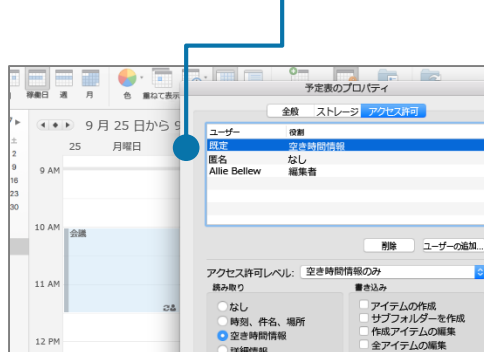 稼働日 週 月 色 重ねて表示
予定表のプロパティ
全般 ストレージ アクセス許可
9 月 25 日から 9
25 月曜日
ユーザー 役割
既定 空き時間情報
匿名 なし
Allie Bellew 編集者
2
9
16
23
30
9 AM
10 AM
会議
11 AM
12 PM
削除 ユーザーの追加...
アクセス許可レベル: 空き時間情報のみ
読み取り 書き込み
なし アイテムの作成
時刻、件名、場所 サブフォルダーを作成
空き時間情報 作成アイテムの編集
詳細情報 全アイテムの編集